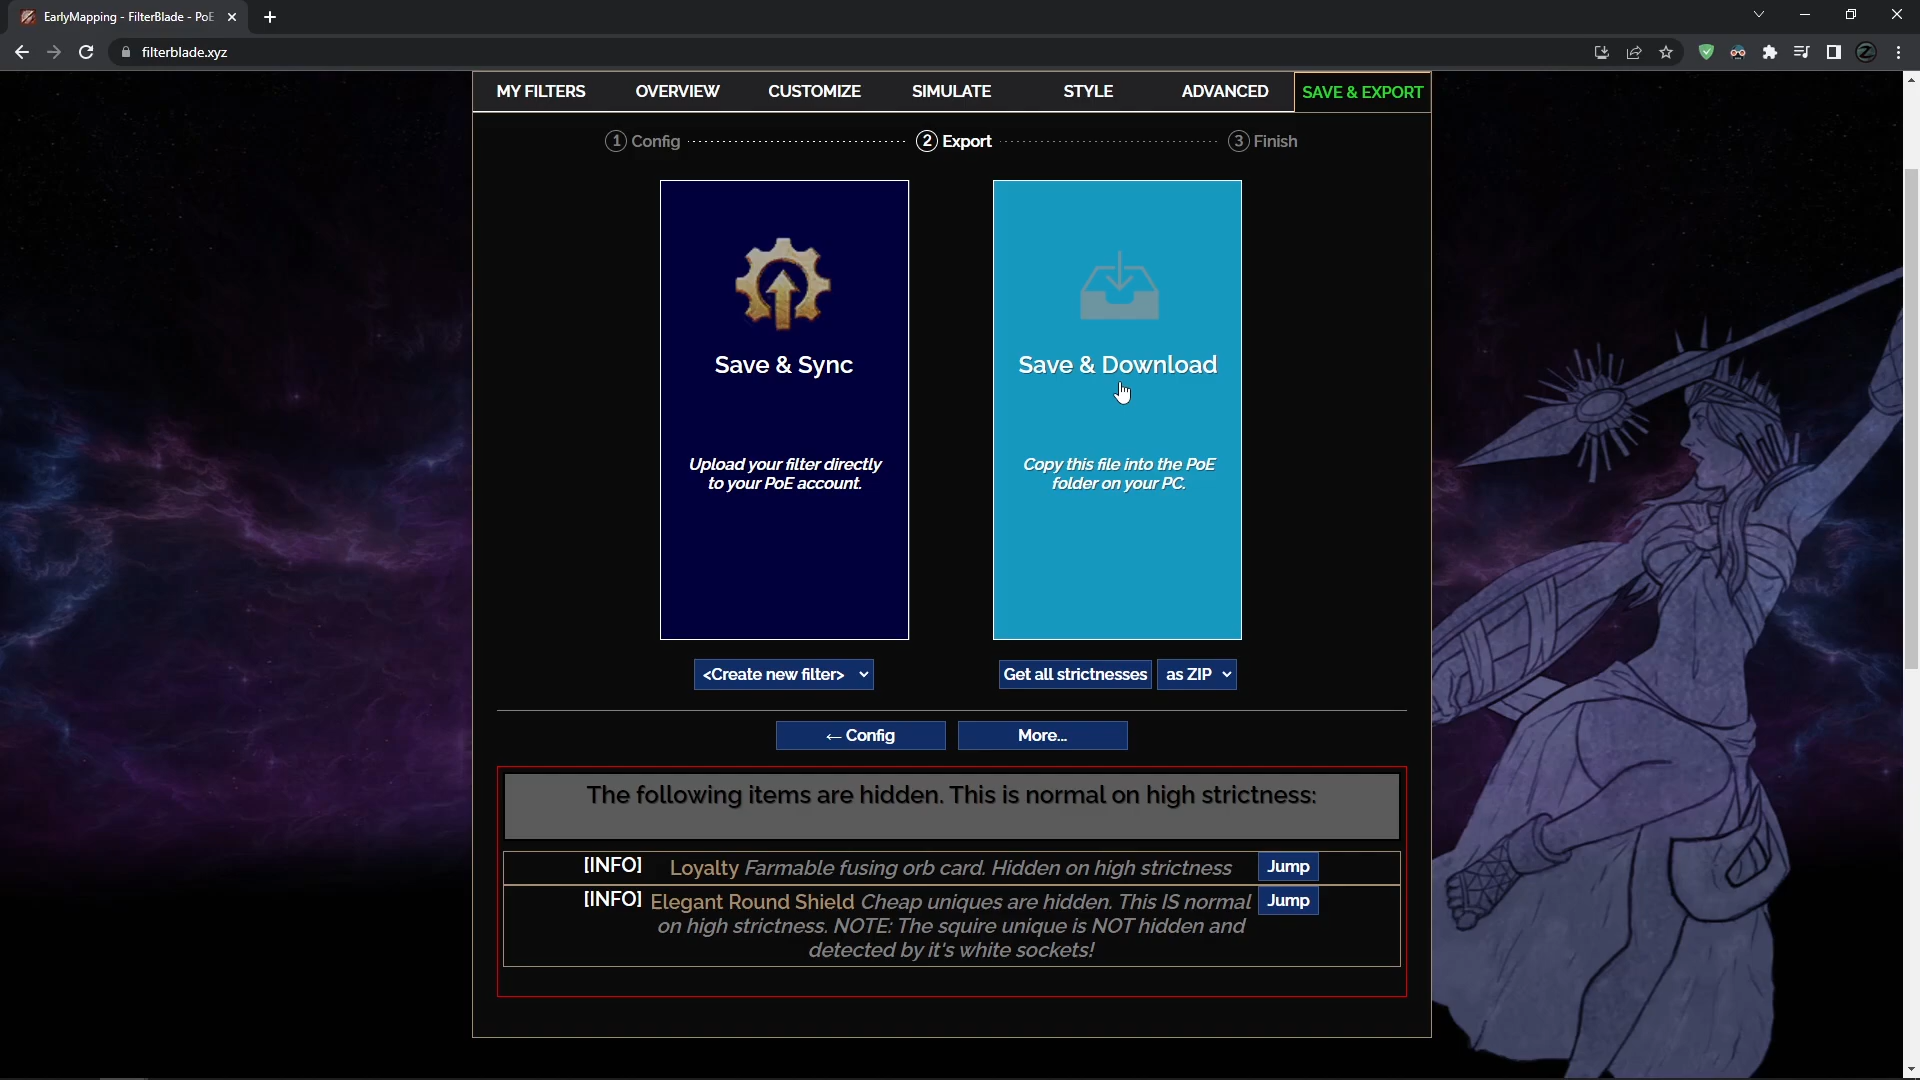 EarlyMapping - FilterBlade - PoE
filterblade.xyz
MY FILTERS
OVERVIEW
CUSTOMIZE
SIMULATE
STYLE
ADVANCED
SAVE & EXPORT
1 Config
2 Export
3 Finish
Save & Sync
Upload your filter directly
to your PoE account.
Save & Download
Copy this file into the PoE
folder on your PC.
<Create new filter>
Get all strictnesses
as ZIP
← Config
More...
The following items are hidden. This is normal on high strictness:
[INFO] Loyalty Farmable fusing orb card. Hidden on high strictness Jump
[INFO] Elegant Round Shield Cheap uniques are hidden. This IS normal Jump
on high strictness. NOTE: The squire unique is NOT hidden and
detected by it's white sockets!